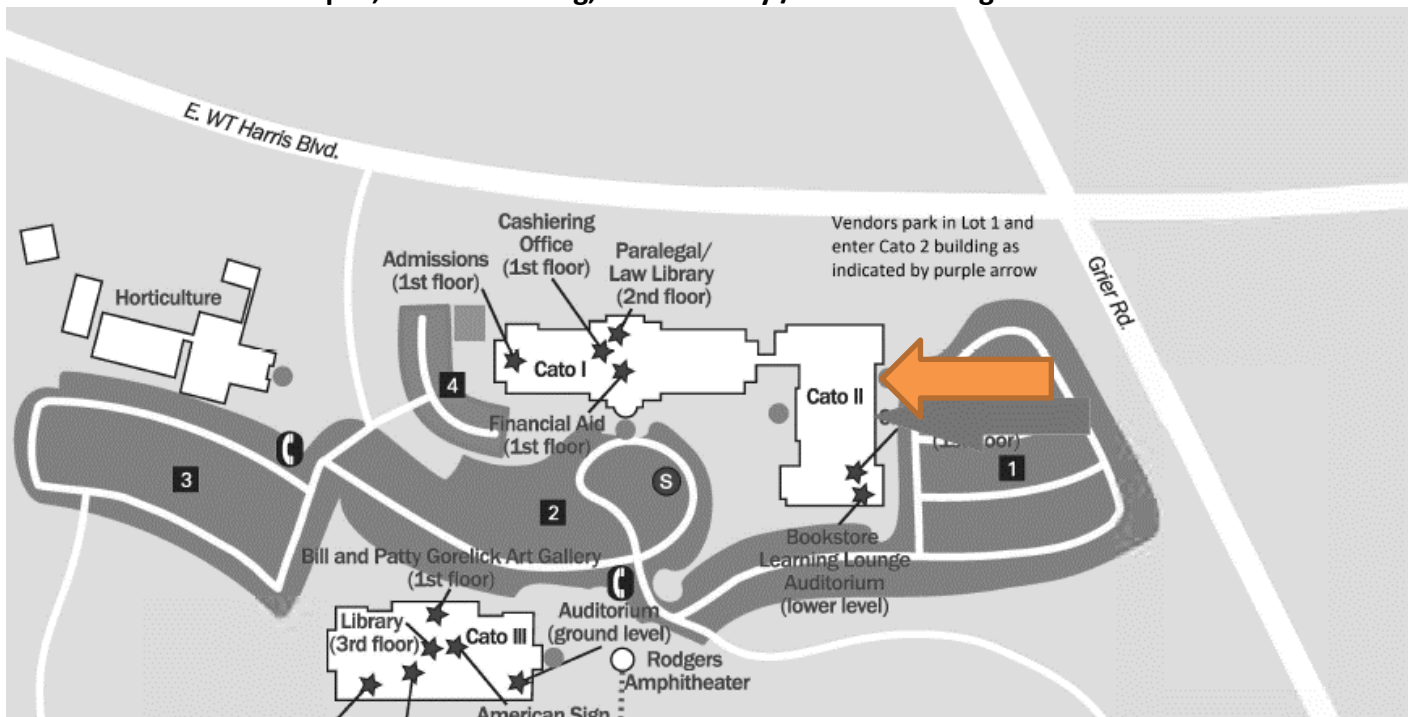 E. WT Harris Blvd.
Cashiering
Office
(1st floor)
Vendors park in Lot 1 and
enter Cato 2 building as
indicated by purple arrow
Admissions
(1st floor)
Paralegal/
Law Library
(2nd floor)
Grier Rd.
Horticulture
Cato I
4
Cato II
Financial Aid
(1st floor)
3
S
1
2
Bookstore
Learning Lounge
Auditorium
(lower level)
Bill and Patty Gorelick Art Gallery
(1st floor)
Auditorium
(ground level)
Library
(3rd floor)
Cato III
Rodgers
Amphitheater
American Sign